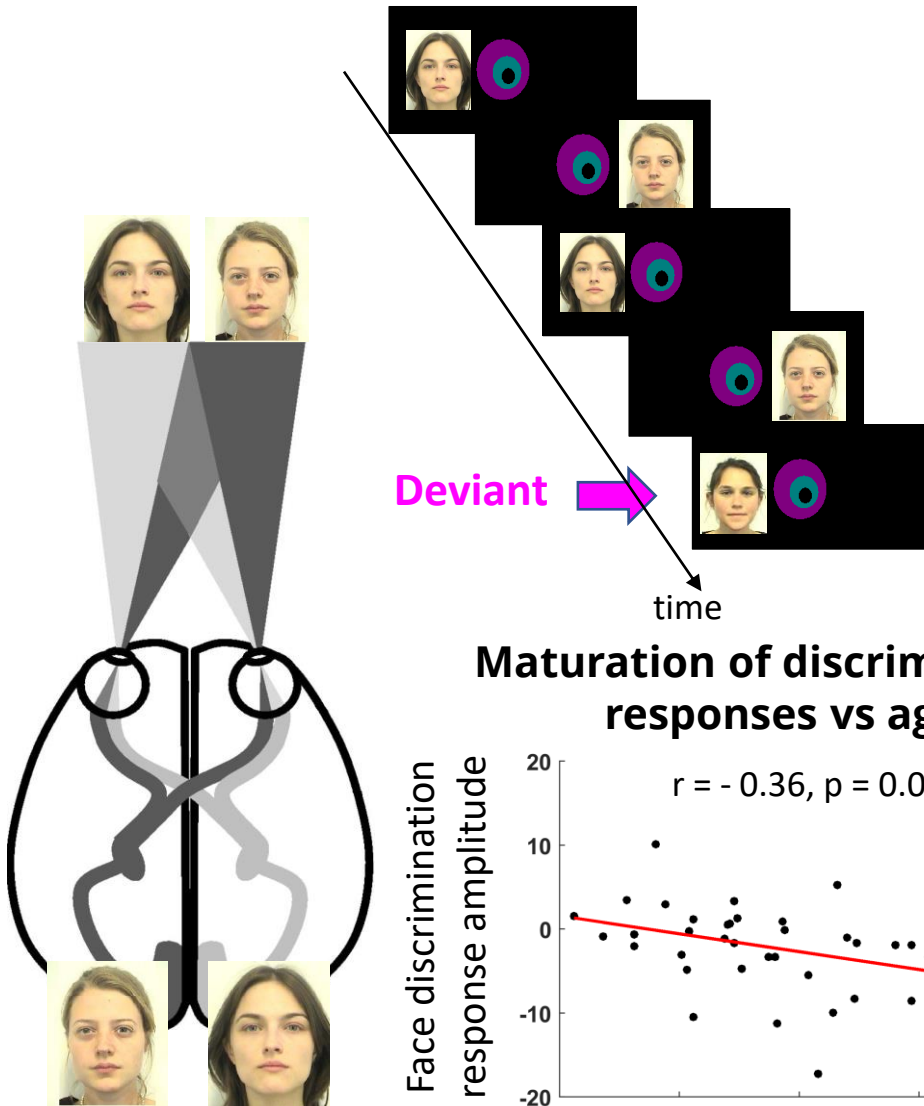 Deviant
time
Maturation of discrim
responses vs ag
r = - 0.36, p = 0.0
Face discrimination
response amplitude
20
10
0
-10
-20